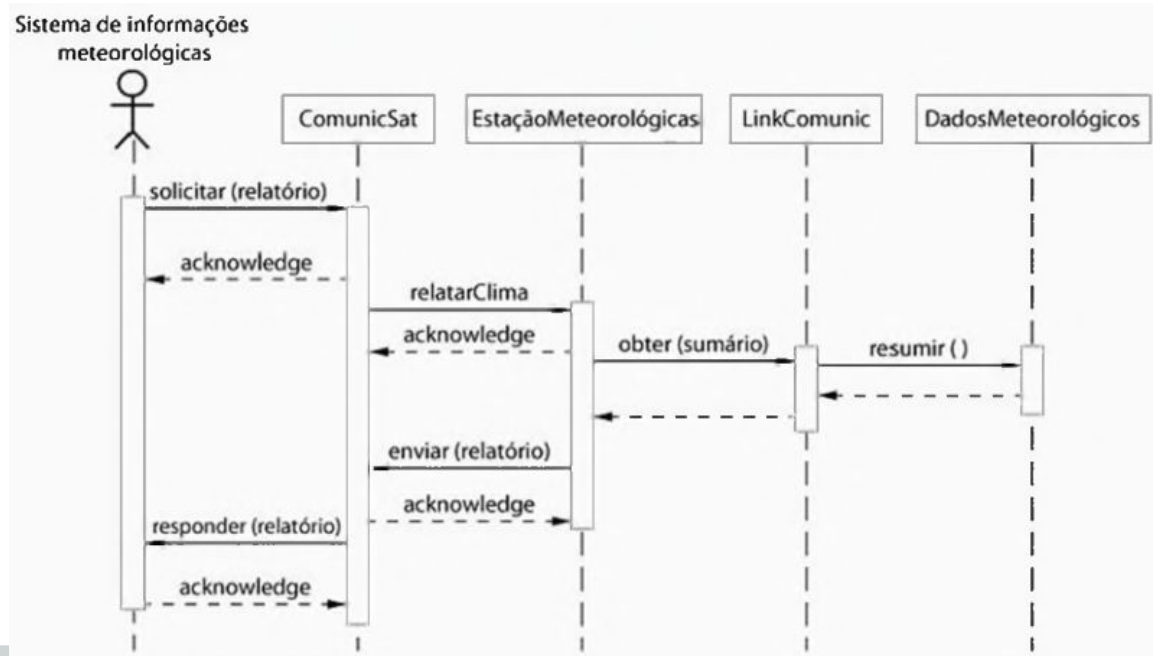 Sistema de informações
meteorológicas
ComunicSat
EstaçãoMeteorológicas
LinkComunic
DadosMeteorológicos
solicitar (relatório)
acknowledge
relatarClima
acknowledge
obter (sumário)
resumir ( )
enviar (relatório)
acknowledge
responder (relatório)
acknowledge